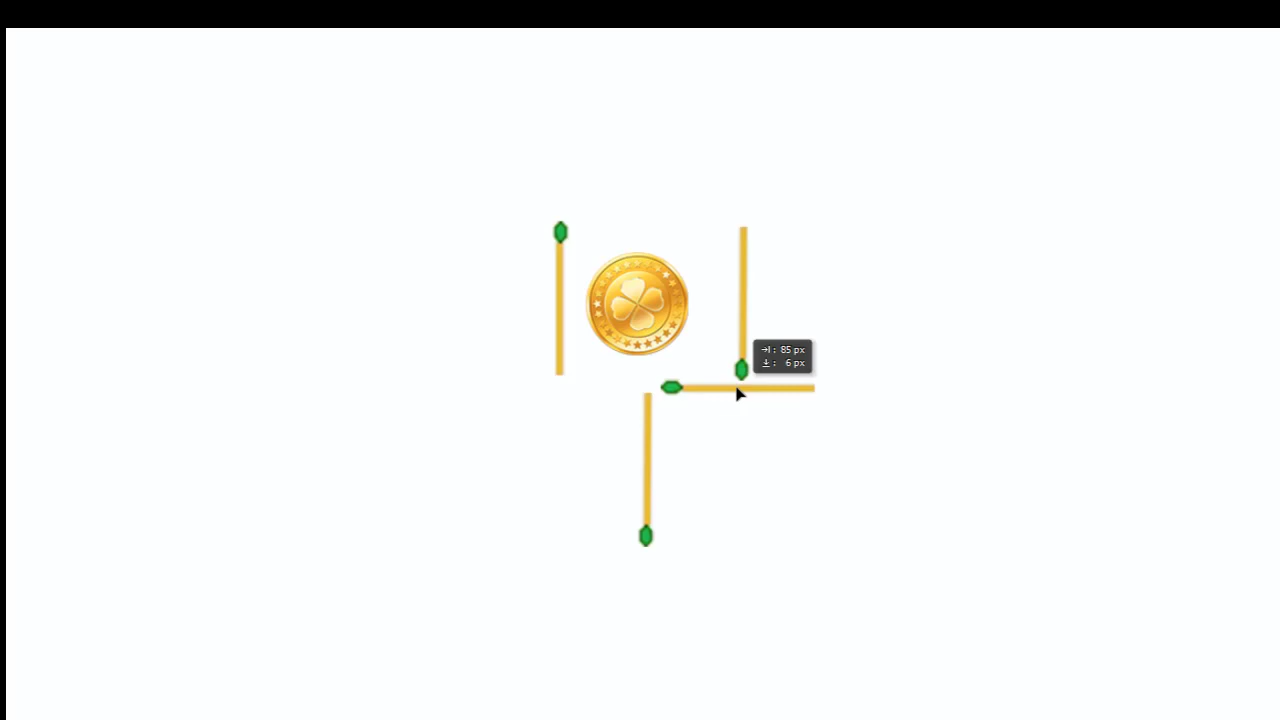 →I : 85 px
↓ : 6 px